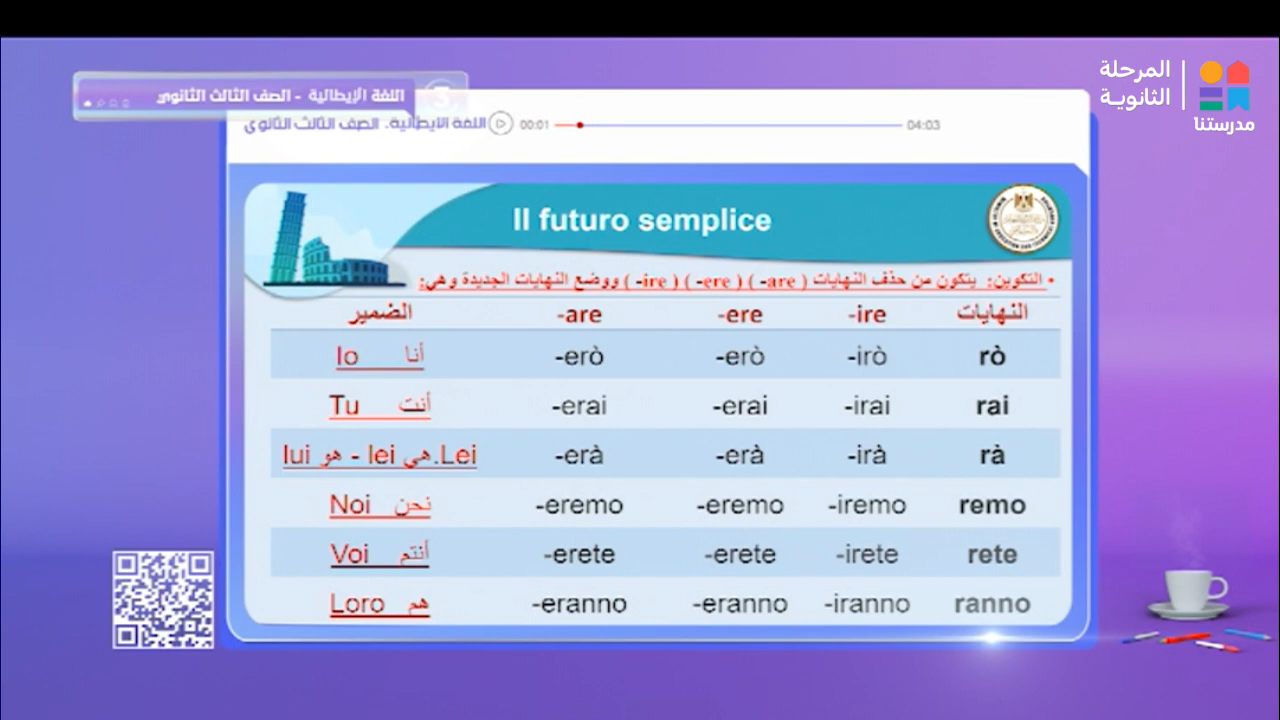 المرحلة
الثانوية
مدرستنا
اللغة الإيطالية - الصف الثالث الثانوي
اللغة الايطالية. الصف الثالث الثانوى 00:01 04:03
Il futuro semplice
• التكوين: يتكون من حذف النهايات ( are- ) ( ere- ) ( ire- ) ووضع النهايات الجديدة وهي:
الضمير -are -ere -ire النهايات
Io أنا -erò -erò -irò rò
Tu أنت -erai -erai -irai rai
lui هو - lei هي.Lei -erà -erà -irà rà
Noi نحن -eremo -eremo -iremo remo
Voi أنتم -erete -erete -irete rete
Loro هم -eranno -eranno -iranno ranno